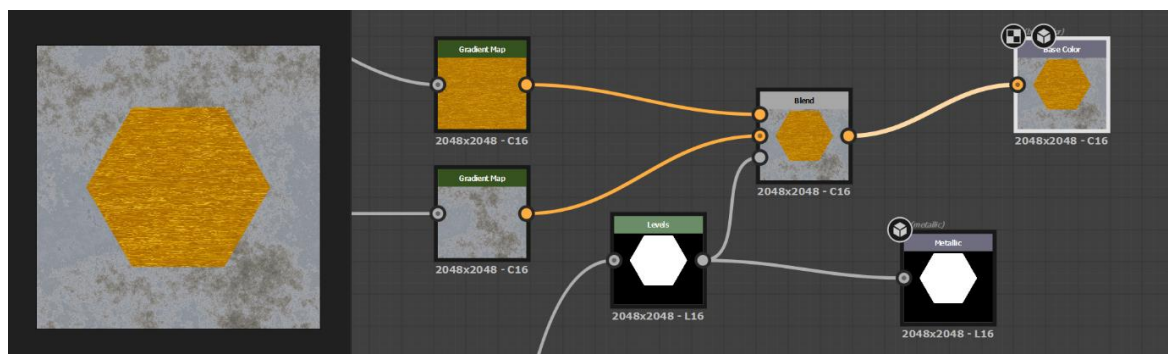 Gradient Map
2048x2048 - C16
Gradient Map
2048x2048 - C16
Blend
2048x2048 - C16
Levels
2048x2048 - L16
Base Color
2048x2048 - C16
(metallic)
Metallic
2048x2048 - L16